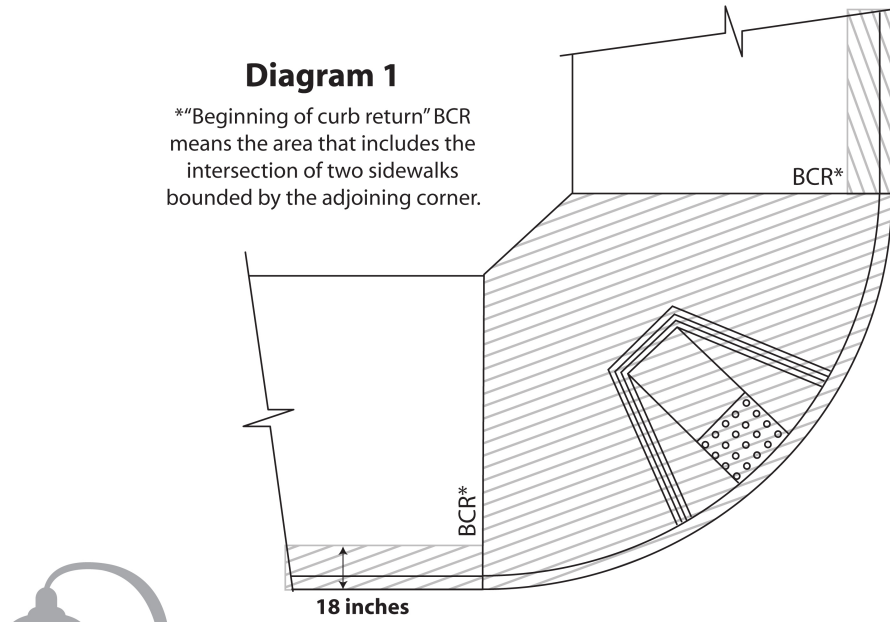 Diagram 1
*“Beginning of curb return” BCR
means the area that includes the
intersection of two sidewalks
bounded by the adjoining corner.
BCR*
BCR*
18 inches